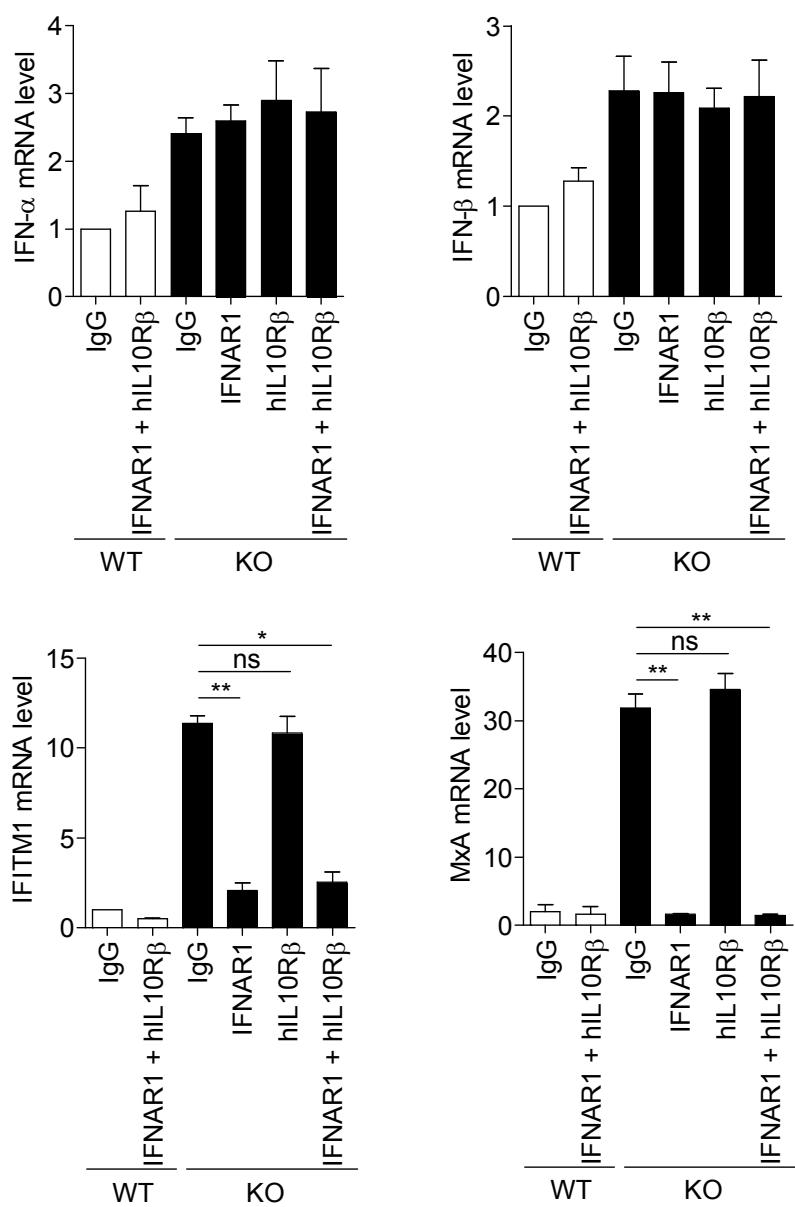 IFN-α mRNA level
4
3
2
1
0
IgG
IFNAR1 + hIL10Rβ
IgG
IFNAR1
hIL10Rβ
IFNAR1 + hIL10Rβ
WT
KO
IFN-β mRNA level
3
2
1
0
IgG
IFNAR1 + hIL10Rβ
IgG
IFNAR1
hIL10Rβ
IFNAR1 + hIL10Rβ
WT
KO
IFITM1 mRNA level
15
10
5
0
*
ns
**
IgG
IFNAR1 + hIL10Rβ
IgG
IFNAR1
hIL10Rβ
IFNAR1 + hIL10Rβ
WT
KO
MxA mRNA level
40
30
20
10
0
**
ns
**
IgG
IFNAR1 + hIL10Rβ
IgG
IFNAR1
hIL10Rβ
IFNAR1 + hIL10Rβ
WT
KO